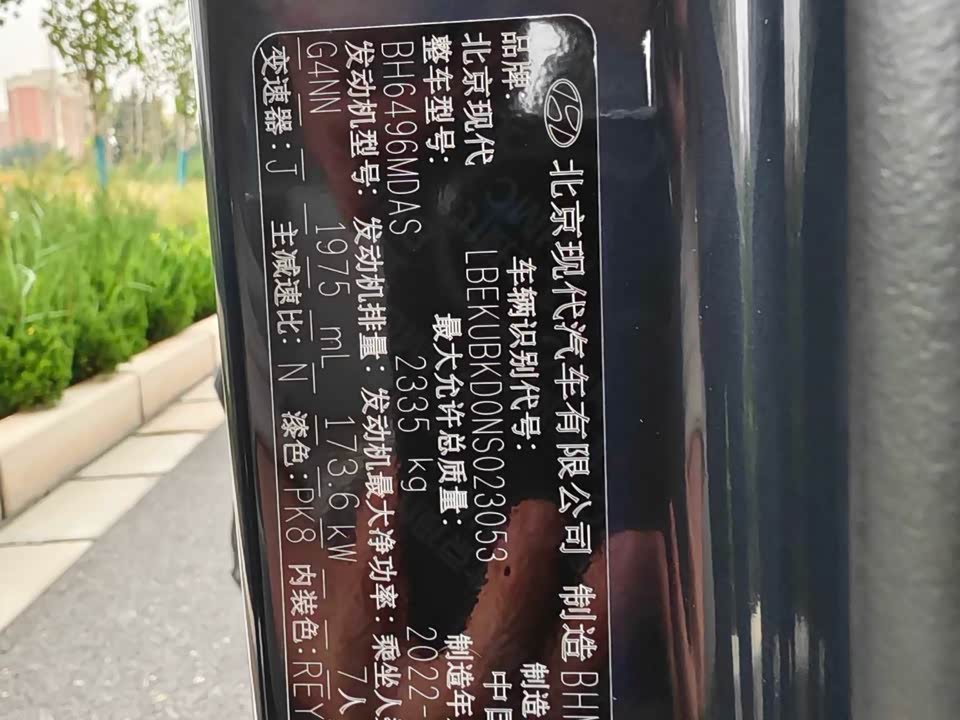 北京现代汽车有限公司 制造 BHM
品牌: 车辆识别代号: 制造
北京现代 LBEKUBKD0NS023053 中国
整车型号: 最大允许总质量: 制造年
BH6496MDAS 2335 kg 2022-
发动机型号: 发动机排量: 发动机最大净功率: 乘坐人
G4NN 1975 mL 173.6 kW 7人
变速器: J 主减速比: N 漆色: PK8 内装色: REY